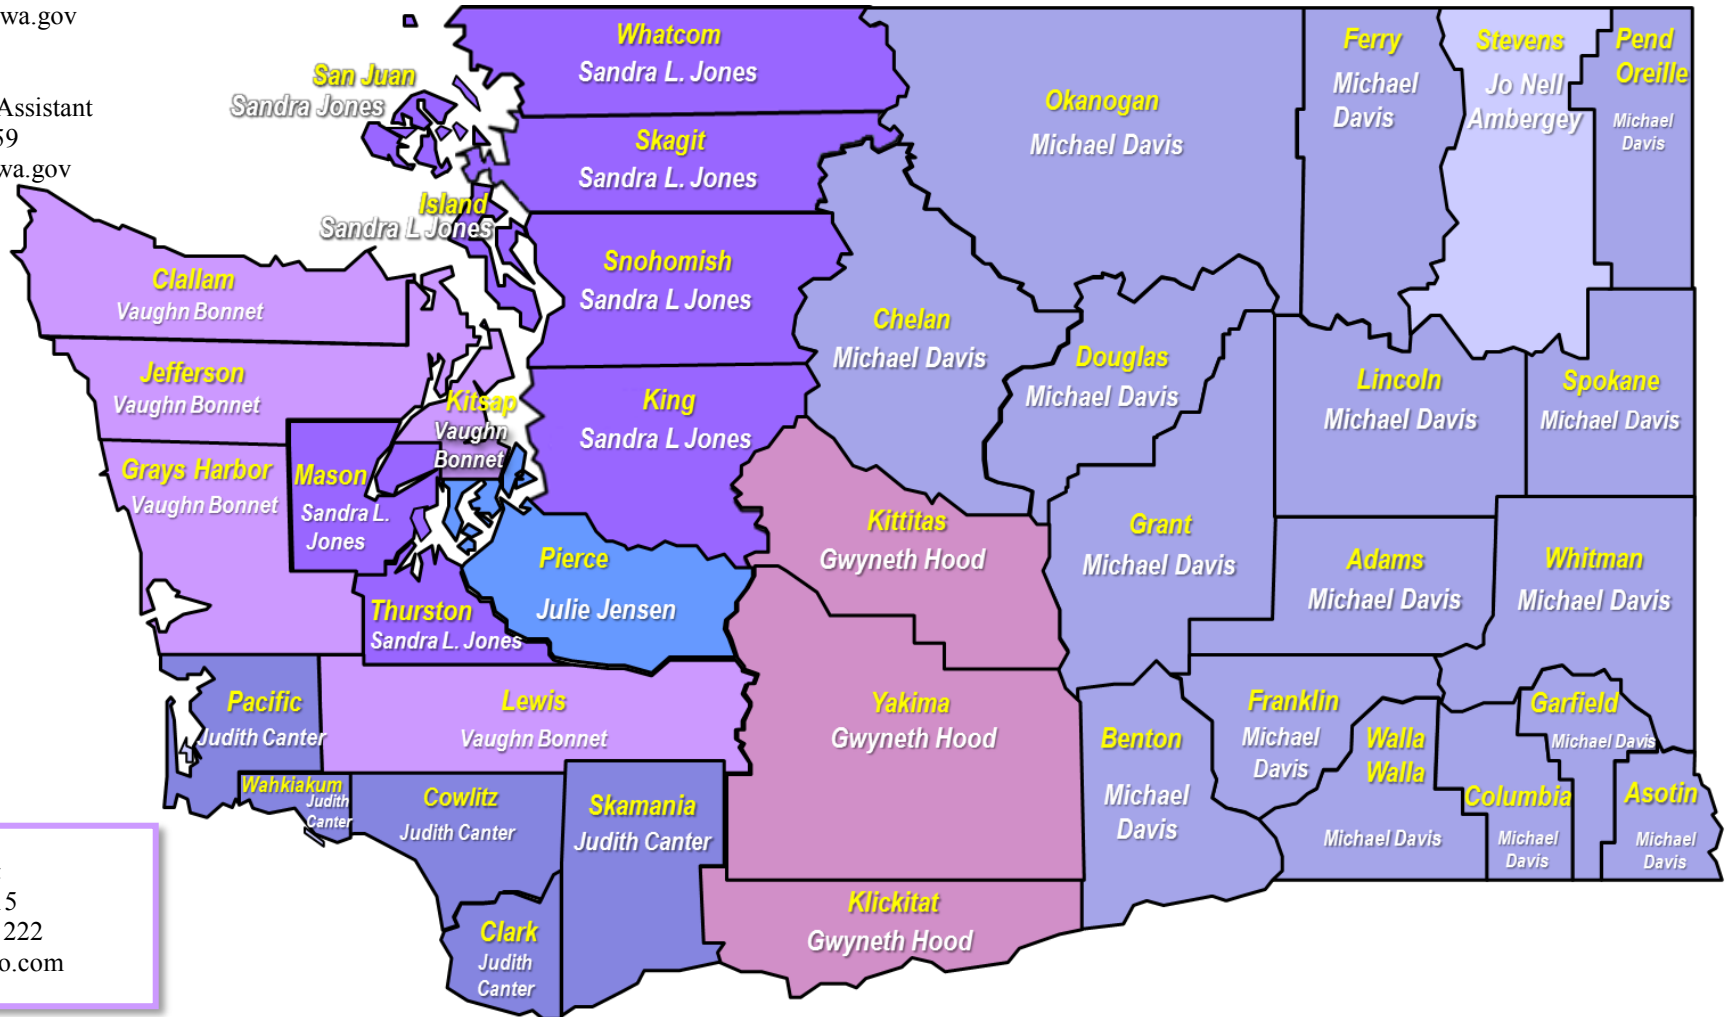 wa.gov
Assistant
59
wa.gov
Whatcom
Sandra L. Jones
San Juan
Sandra Jones
Skagit
Sandra L. Jones
Island
Sandra L Jones
Snohomish
Sandra L Jones
King
Sandra L Jones
Okanogan
Michael Davis
Ferry
Michael
Davis
Stevens
Jo Nell
Ambergey
Pend
Oreille
Michael
Davis
Clallam
Vaughn Bonnet
Jefferson
Vaughn Bonnet
Kitsap
Vaughn
Bonnet
Grays Harbor
Vaughn Bonnet
Mason
Sandra L.
Jones
Chelan
Michael Davis
Douglas
Michael Davis
Lincoln
Michael Davis
Spokane
Michael Davis
Pierce
Julie Jensen
Thurston
Sandra L. Jones
Kittitas
Gwyneth Hood
Grant
Michael Davis
Adams
Michael Davis
Whitman
Michael Davis
Pacific
Judith Canter
Lewis
Vaughn Bonnet
Yakima
Gwyneth Hood
Benton
Michael
Davis
Franklin
Michael
Davis
Walla
Walla
Michael Davis
Garfield
Michael Davis
Columbia
Michael
Davis
Asotin
Michael
Davis
Wahkiakum
Judith
Canter
Cowlitz
Judith Canter
Skamania
Judith Canter
Clark
Judith
Canter
Klickitat
Gwyneth Hood
15
222
o.com